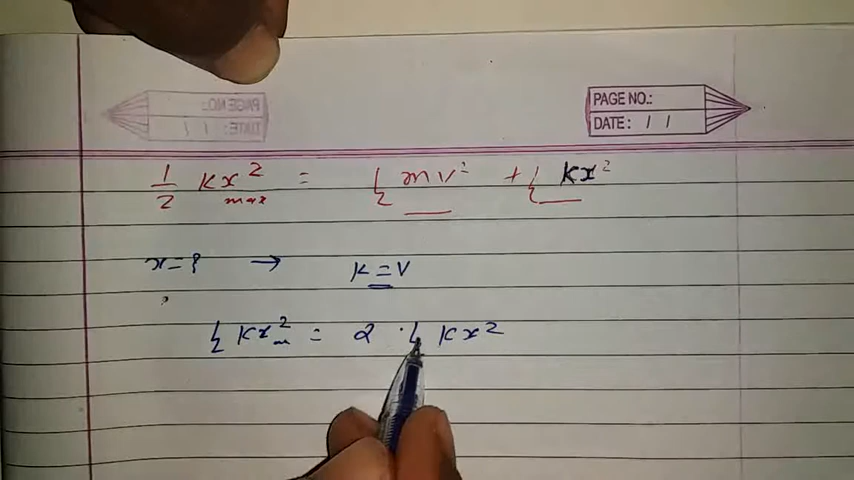 PAGE NO.:
DATE: / /
1/2 kx²max = 1/2 mv² + 1/2 kx²
x=? → K = V
1/2 kx²m = 2 · 1/2 kx²